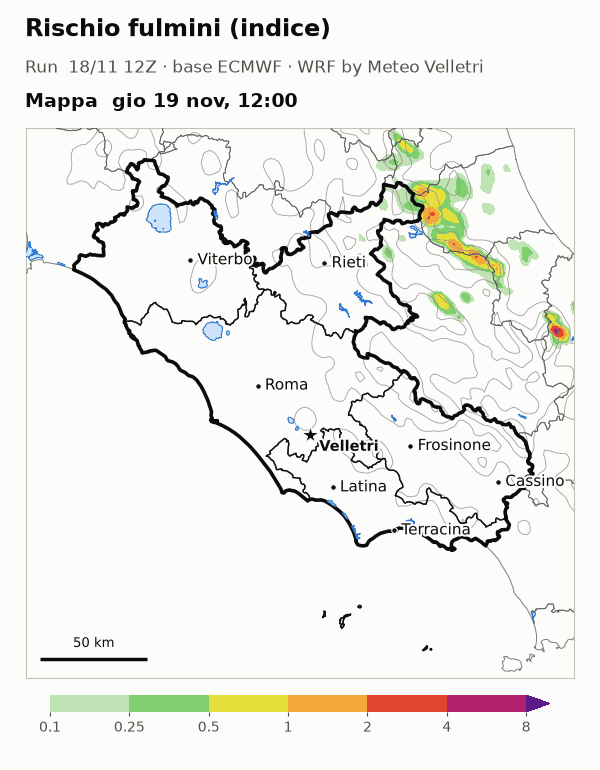 Rischio fulmini (indice)
Run  18/11 12Z · base ECMWF · WRF by Meteo Velletri
Mappa  gio 19 nov, 12:00
Viterbo
Rieti
Roma
Velletri
Frosinone
Latina
Cassino
Terracina
50 km
0.1 0.25 0.5 1 2 4 8